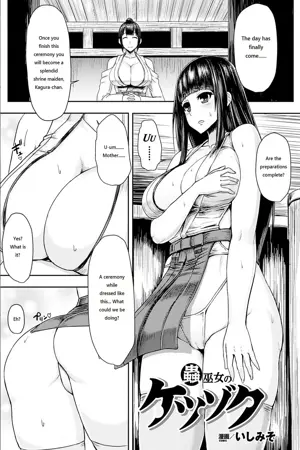 The day has
finally
come......
Once you
finish this
ceremony you
will become a
splendid
shrine maiden,
Kagura-chan.
Uu
Are the
preparations
complete?
U-um......
Mother......
Yes?
What is
it?
A ceremony
while
dressed like
this... What
could we be
doing?
Eh?
蟲巫女の
ケツゾク
漫画/いしみそ